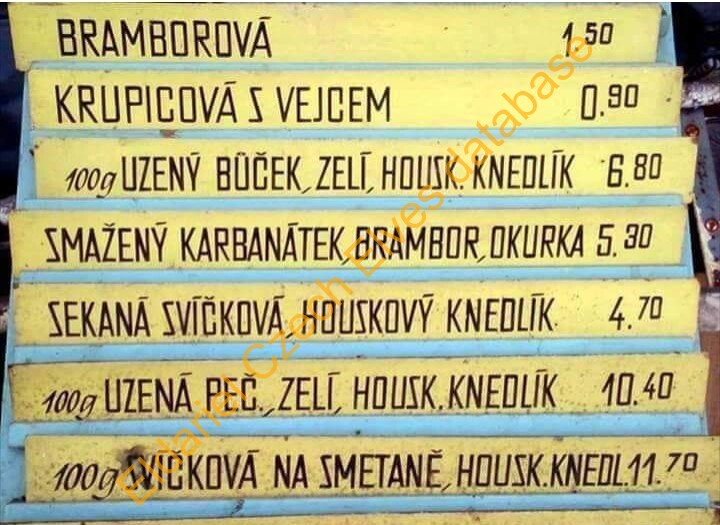 BRAMBOROVÁ 1.50
KRUPICOVÁ S VEJCEM 0.90
100g UZENÝ BŮČEK, ZELÍ, HOUSK. KNEDLÍK 6.80
SMAŽENÝ KARBANÁTEK, BRAMBOR, OKURKA 5.30
SEKANÁ SVÍČKOVÁ, HOUSKOVÝ KNEDLÍK 4.70
100g UZENÁ PEČ., ZELÍ, HOUSK. KNEDLÍK 10.40
100g SVÍČKOVÁ NA SMETANĚ, HOUSK. KNEDL. 11.70
Eldariel Czech Elves database